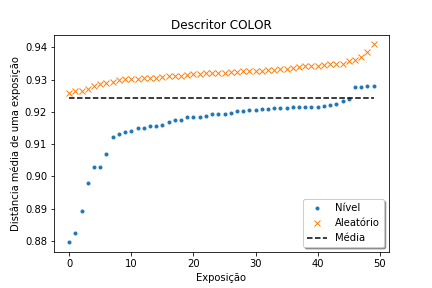 Descritor COLOR
Distância média de uma exposição
0.94
0.93
0.92
0.91
0.90
0.89
0.88
Nível
Aleatório
Média
0 10 20 30 40 50
Exposição